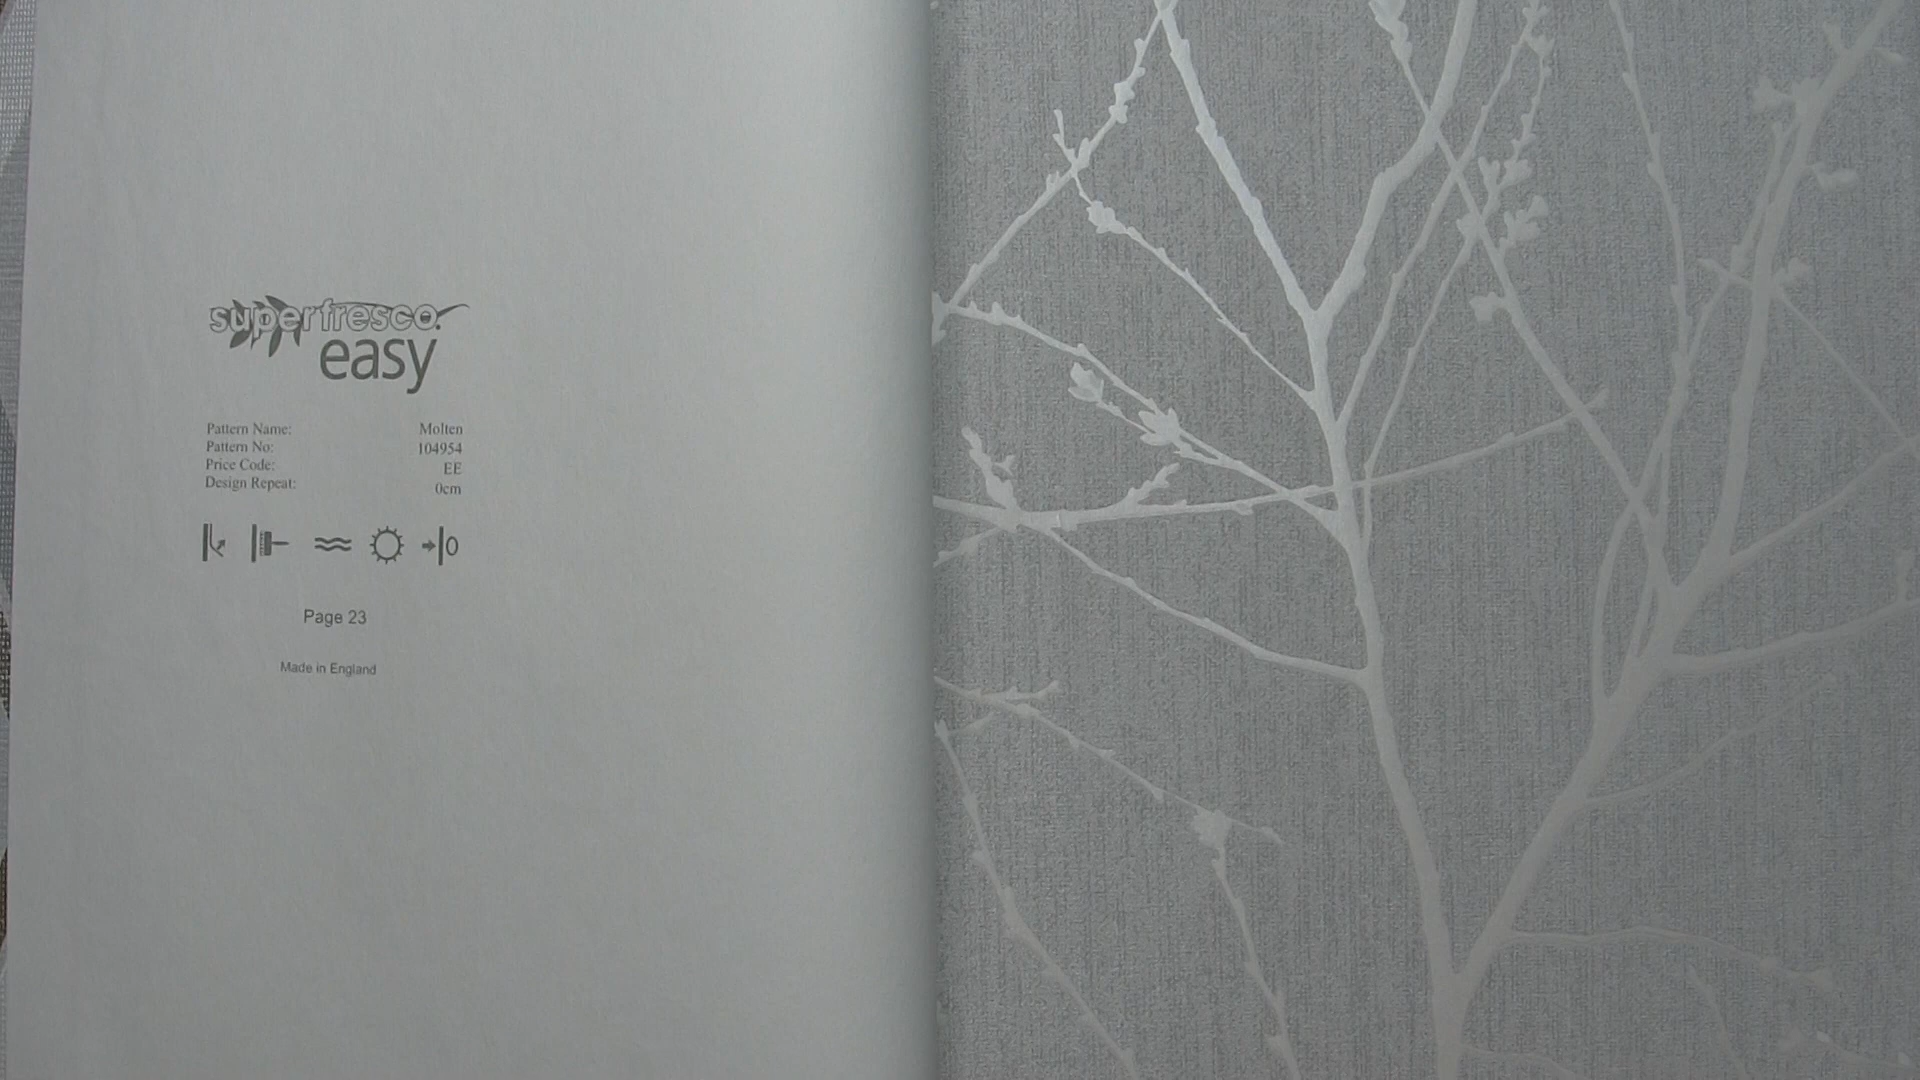 superfresco.
easy
Pattern Name: Molten
Pattern No: 104954
Price Code: EE
Design Repeat: 0cm
Page 23
Made in England